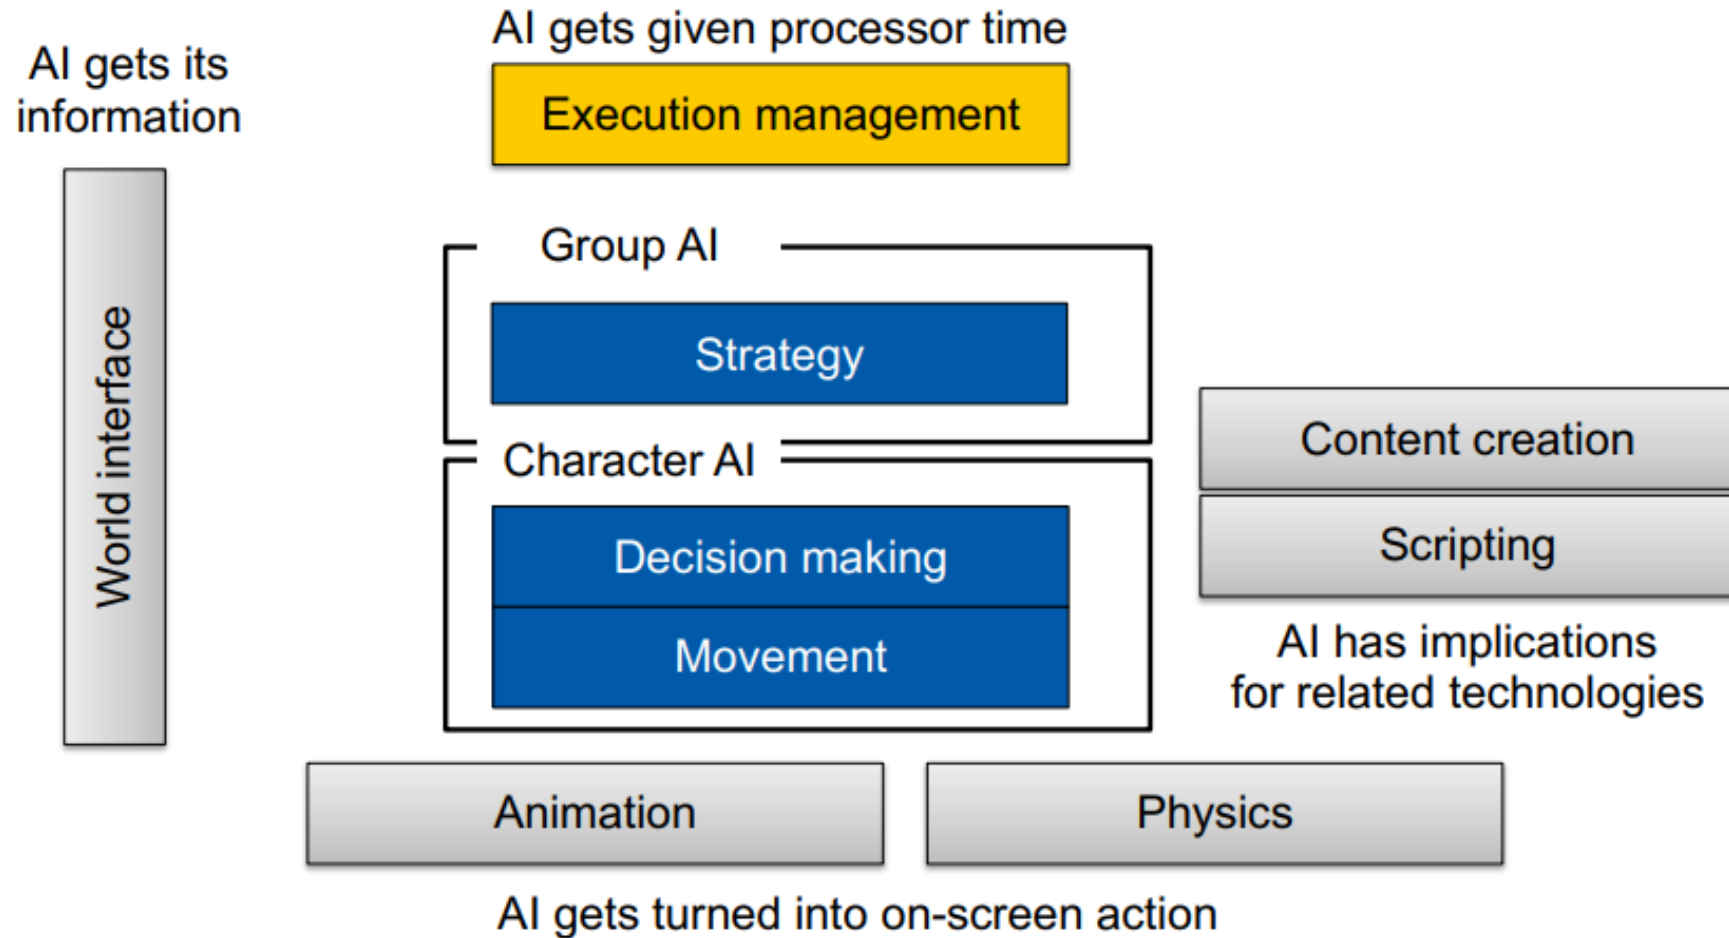 AI gets given processor time
AI gets its
information
Execution management
World interface
Group AI
Strategy
Character AI
Decision making
Movement
Content creation
Scripting
AI has implications
for related technologies
Animation
Physics
AI gets turned into on-screen action